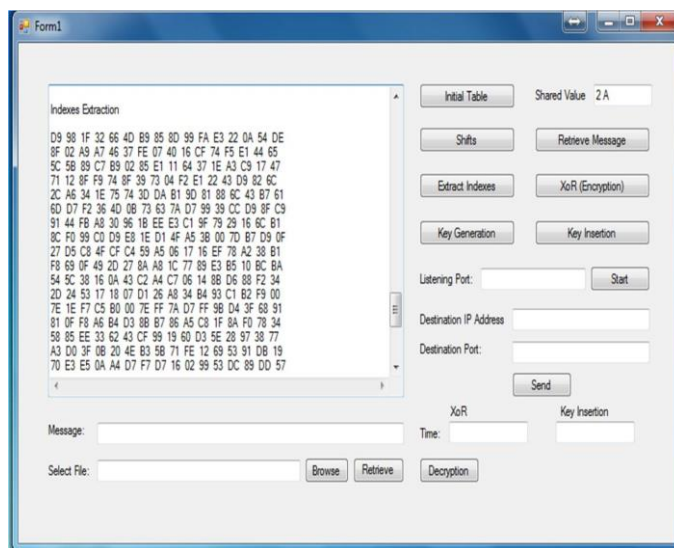 Form1
Indexes Extraction
D9 98 1F 32 66 4D B9 85 8D 99 FA E3 22 0A 54 DE
8F 02 A9 A7 46 37 FE 07 40 16 CF 74 F5 E1 44 65
5C 5B 89 C7 B9 02 85 E1 11 64 37 1E A3 C9 17 47
71 12 8F F9 74 8F 39 73 04 F2 E1 22 43 D9 82 6C
2C A6 34 1E 75 74 3D DA B1 9D 81 88 6C 43 B7 61
6D D7 F2 36 4D 0B 73 63 7A D7 99 39 CC D9 8F C9
91 44 FB A8 30 96 1B EE E3 C1 9F 79 29 16 6C B1
8C F0 99 C0 D9 E8 1E D1 4F A5 3B 00 7D B7 D9 0F
27 D5 C8 4F CF C4 59 A5 06 17 16 EF 78 A2 38 B1
F8 69 0F 49 2D 27 8A A8 1C 77 89 E3 B5 10 BC BA
54 5C 38 16 0A 43 C2 A4 C7 06 14 8B D6 88 F2 34
2D 24 53 17 18 07 D1 26 A8 34 B4 93 C1 B2 F9 00
7E 1E F7 C5 B0 00 7E FF 7A D7 FF 9B D4 3F 68 91
81 0F F8 A6 B4 D3 8B B7 86 A5 C8 1F 8A F0 78 34
58 85 EE 33 62 43 CF 99 19 60 D3 5E 28 97 38 77
A3 D0 3F 0B 20 4E B3 5B 71 FE 12 69 53 91 DB 19
70 E3 E5 0A A4 D7 F7 D7 16 02 99 53 DC 89 DD 57
Initial Table
Shared Value 2 A
Shifts
Retrieve Message
Extract Indexes
XoR (Encryption)
Key Generation
Key Insertion
Listening Port:
Start
Destination IP Address
Destination Port:
Send
XoR
Key Insertion
Message:
Time:
Select File:
Browse
Retrieve
Decryption